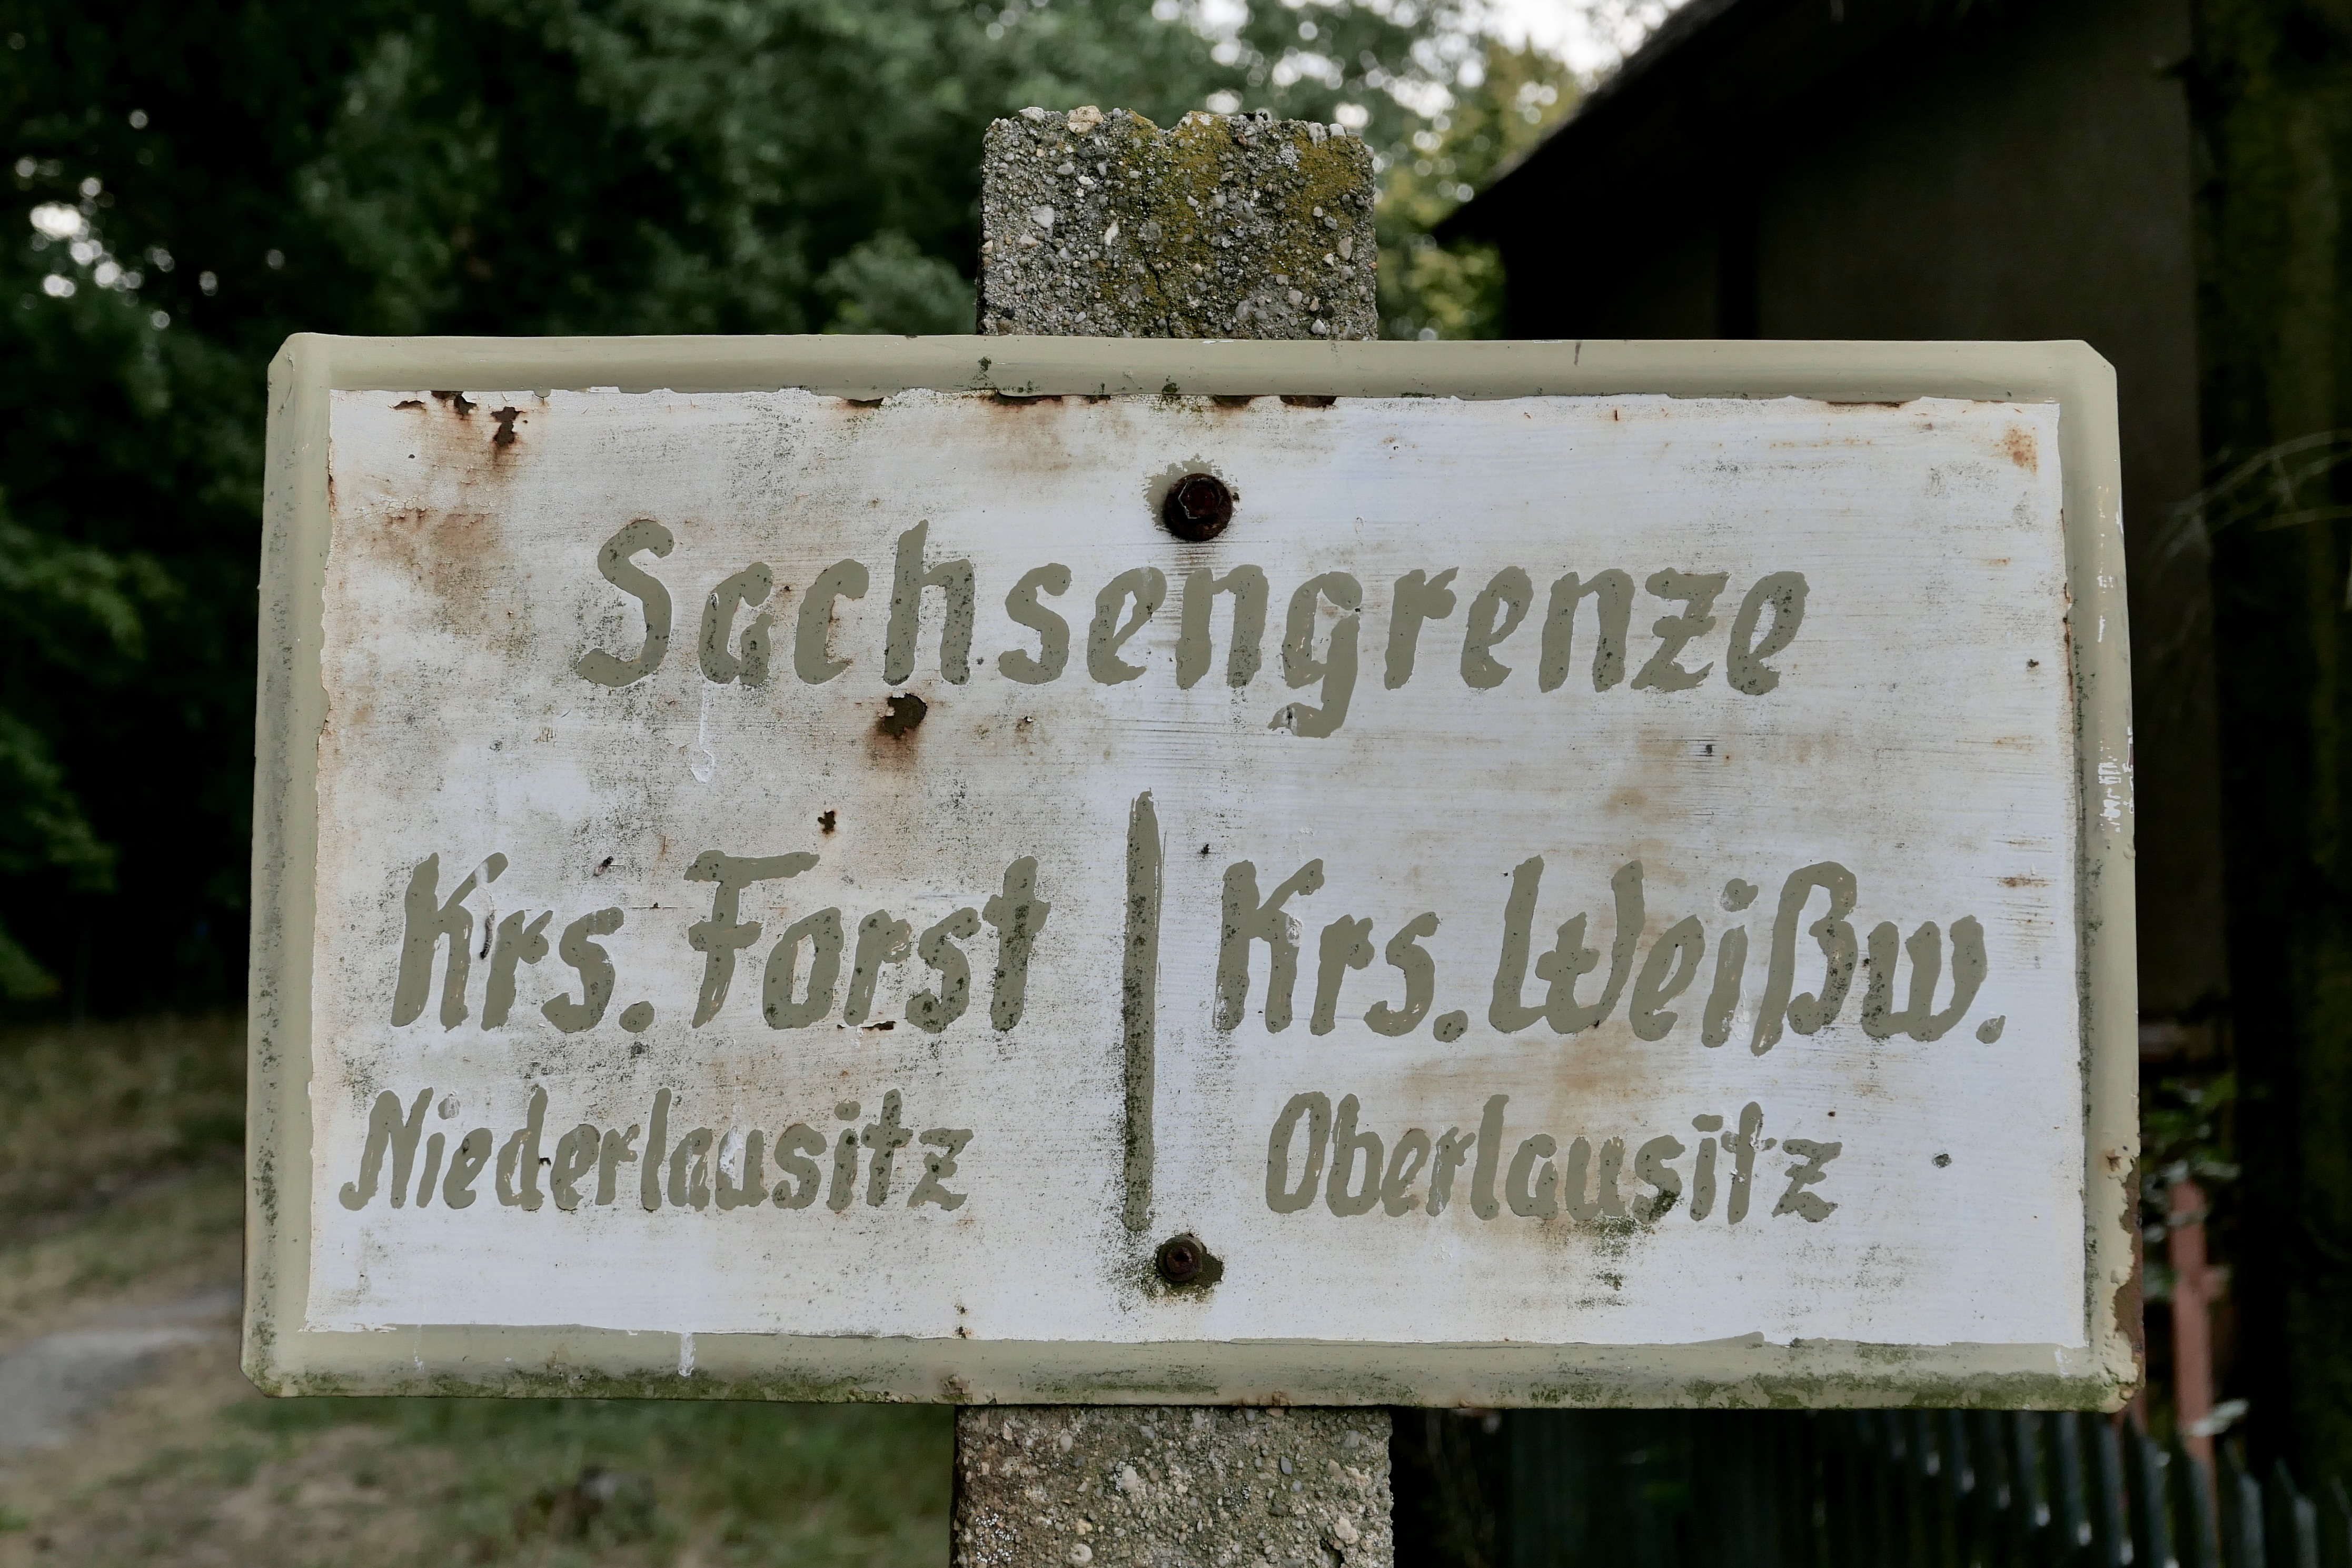 Sachsengrenze
Krs. Forst | Krs. Weißw.
Niederlausitz | Oberlausitz